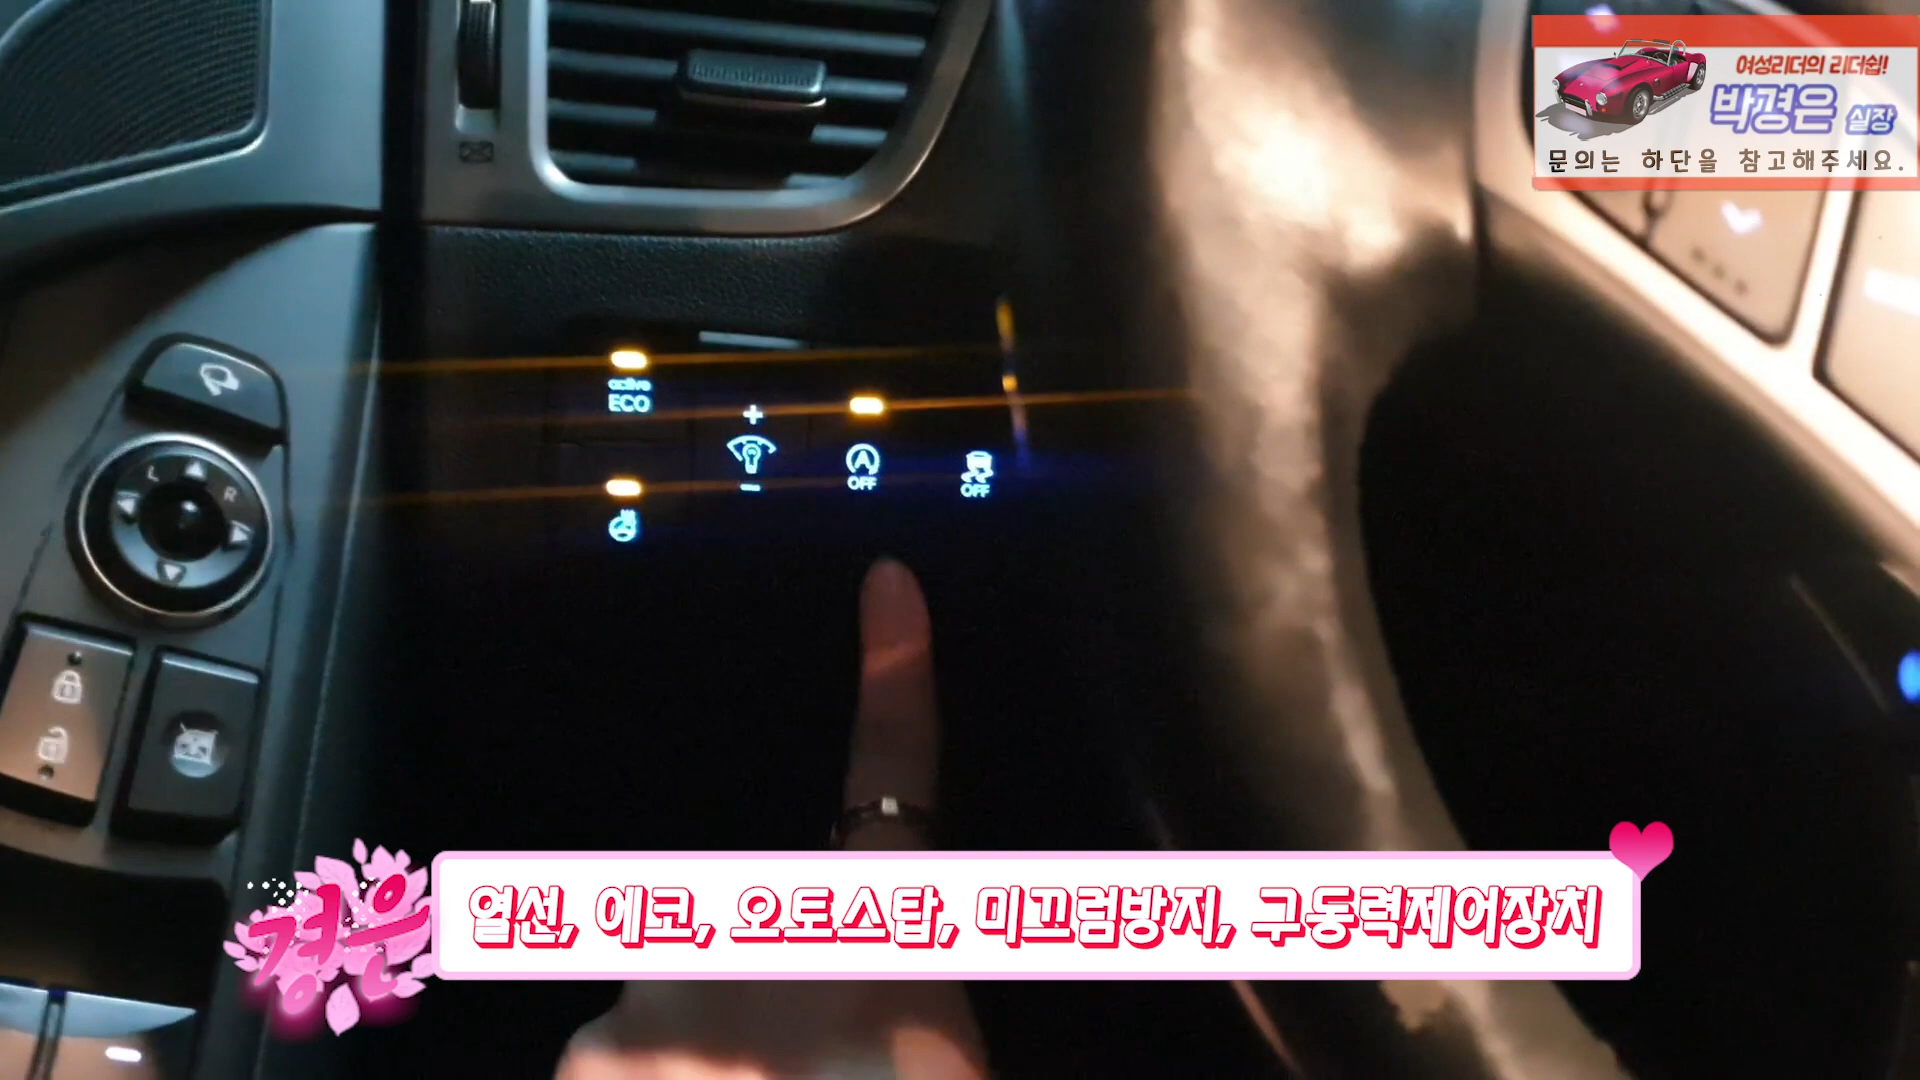 여성리더의 리더쉽!
박경은 실장
문의는 하단을 참고해주세요.
active
ECO
+
-
A
OFF
OFF
L
R
경은
열선, 에코, 오토스탑, 미끄럼방지, 구동력제어장치